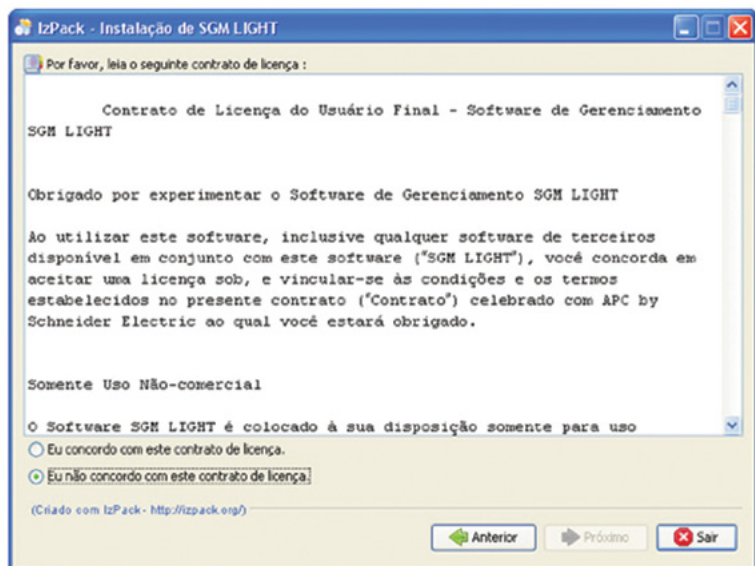 IzPack - Instalação de SGM LIGHT
Por favor, leia o seguinte contrato de licença :
Contrato de Licença do Usuário Final - Software de Gerenciamento
SGM LIGHT
Obrigado por experimentar o Software de Gerenciamento SGM LIGHT
Ao utilizar este software, inclusive qualquer software de terceiros
disponível em conjunto com este software ("SGM LIGHT"), você concorda em
aceitar uma licença sob, e vincular-se às condições e os termos
estabelecidos no presente contrato ("Contrato") celebrado com APC by
Schneider Electric ao qual você estará obrigado.
Somente Uso Não-comercial
O Software SGM LIGHT é colocado à sua disposição somente para uso
Eu concordo com este contrato de licença.
Eu não concordo com este contrato de licença.
(Criado com IzPack - http://izpack.org/)
Anterior
Próximo
Sair